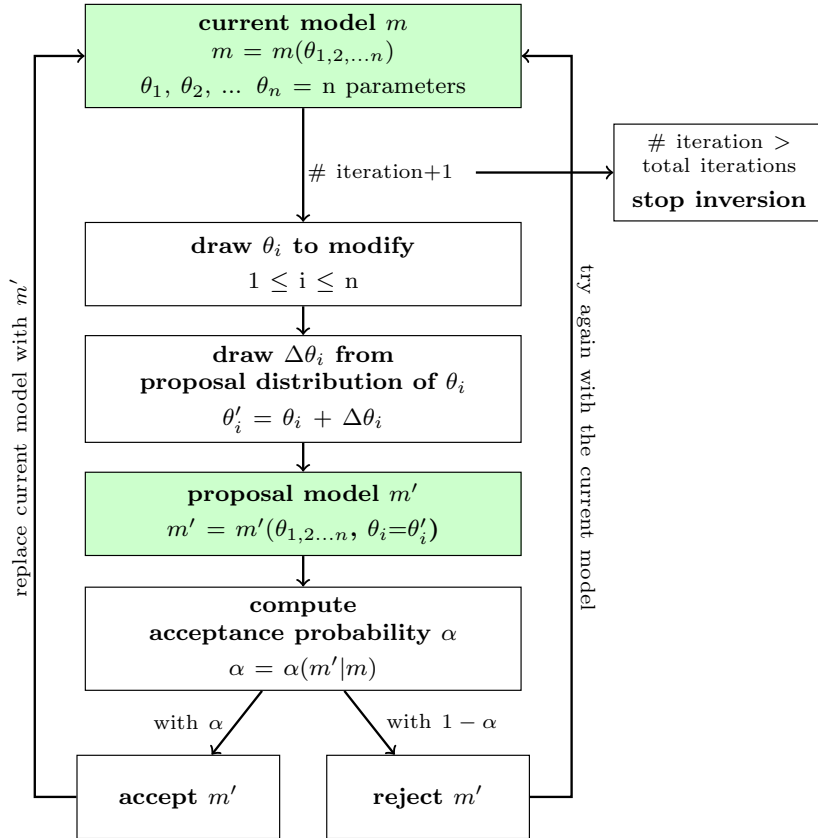 current model m
m = m(θ₁,₂,...ₙ)
θ₁, θ₂, ... θₙ = n parameters
# iteration+1
# iteration >
total iterations
stop inversion
draw θᵢ to modify
1 ≤ i ≤ n
draw Δθᵢ from
proposal distribution of θᵢ
θ′ᵢ = θᵢ + Δθᵢ
proposal model m′
m′ = m′(θ₁,₂...ₙ, θᵢ=θ′ᵢ)
compute
acceptance probability α
α = α(m′|m)
with α
with 1 − α
accept m′
reject m′
replace current model with m′
try again with the current model